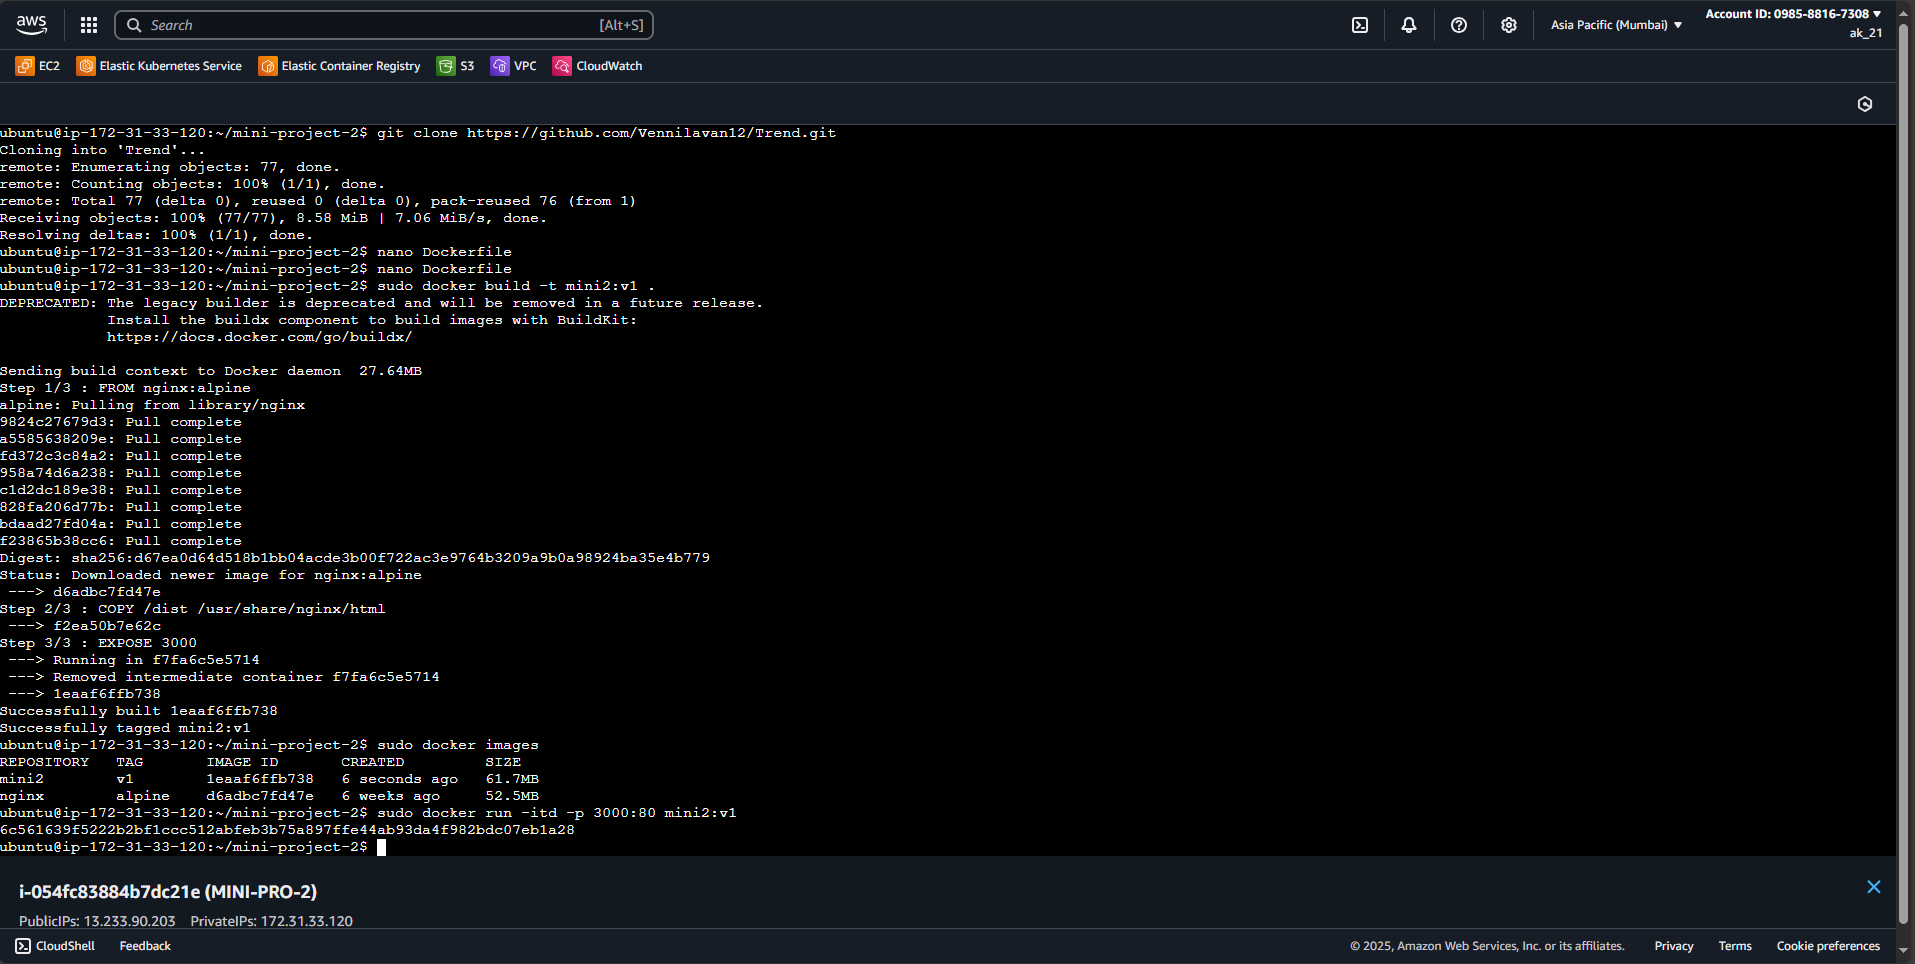 aws
Search [Alt+S]
Asia Pacific (Mumbai) ▼
Account ID: 0985-8816-7308 ▼
ak_21
EC2 Elastic Kubernetes Service Elastic Container Registry S3 VPC CloudWatch
ubuntu@ip-172-31-33-120:~/mini-project-2$ git clone https://github.com/Vennilavan12/Trend.git
Cloning into 'Trend'...
remote: Enumerating objects: 77, done.
remote: Counting objects: 100% (1/1), done.
remote: Total 77 (delta 0), reused 0 (delta 0), pack-reused 76 (from 1)
Receiving objects: 100% (77/77), 8.58 MiB | 7.06 MiB/s, done.
Resolving deltas: 100% (1/1), done.
ubuntu@ip-172-31-33-120:~/mini-project-2$ nano Dockerfile
ubuntu@ip-172-31-33-120:~/mini-project-2$ nano Dockerfile
ubuntu@ip-172-31-33-120:~/mini-project-2$ sudo docker build -t mini2:v1 .
DEPRECATED: The legacy builder is deprecated and will be removed in a future release.
Install the buildx component to build images with BuildKit:
https://docs.docker.com/go/buildx/
Sending build context to Docker daemon  27.64MB
Step 1/3 : FROM nginx:alpine
alpine: Pulling from library/nginx
9824c27679d3: Pull complete
a5585638209e: Pull complete
fd372c3c84a2: Pull complete
958a74d6a238: Pull complete
c1d2dc189e38: Pull complete
828fa206d77b: Pull complete
bdaad27fd04a: Pull complete
f23865b38cc6: Pull complete
Digest: sha256:d67ea0d64d518b1bb04acde3b00f722ac3e9764b3209a9b0a98924ba35e4b779
Status: Downloaded newer image for nginx:alpine
---> d6adbc7fd47e
Step 2/3 : COPY /dist /usr/share/nginx/html
---> f2ea50b7e62c
Step 3/3 : EXPOSE 3000
---> Running in f7fa6c5e5714
---> Removed intermediate container f7fa6c5e5714
---> 1eaaf6ffb738
Successfully built 1eaaf6ffb738
Successfully tagged mini2:v1
ubuntu@ip-172-31-33-120:~/mini-project-2$ sudo docker images
REPOSITORY   TAG       IMAGE ID       CREATED         SIZE
mini2        v1        1eaaf6ffb738   6 seconds ago   61.7MB
nginx        alpine    d6adbc7fd47e   6 weeks ago     52.5MB
ubuntu@ip-172-31-33-120:~/mini-project-2$ sudo docker run -itd -p 3000:80 mini2:v1
6c561639f5222b2bf1ccc512abfeb3b75a897ffe44ab93da4f982bdc07eb1a28
ubuntu@ip-172-31-33-120:~/mini-project-2$
i-054fc83884b7dc21e (MINI-PRO-2)
PublicIPs: 13.233.90.203 PrivateIPs: 172.31.33.120
CloudShell Feedback © 2025, Amazon Web Services, Inc. or its affiliates. Privacy Terms Cookie preferences